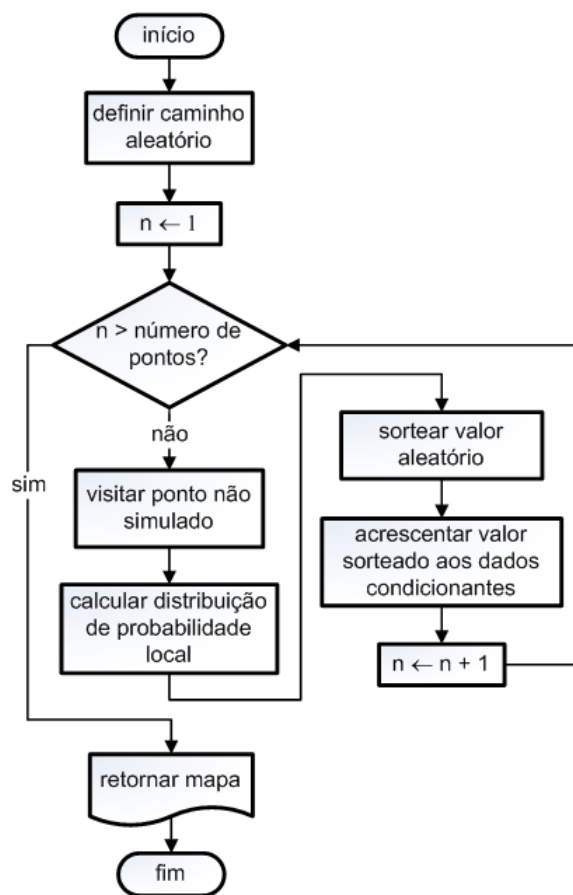 início
definir caminho
aleatório
n ← 1
n > número de
pontos?
não
sim
visitar ponto não
simulado
calcular distribuição
de probabilidade
local
sortear valor
aleatório
acrescentar valor
sorteado aos dados
condicionantes
n ← n + 1
retornar mapa
fim